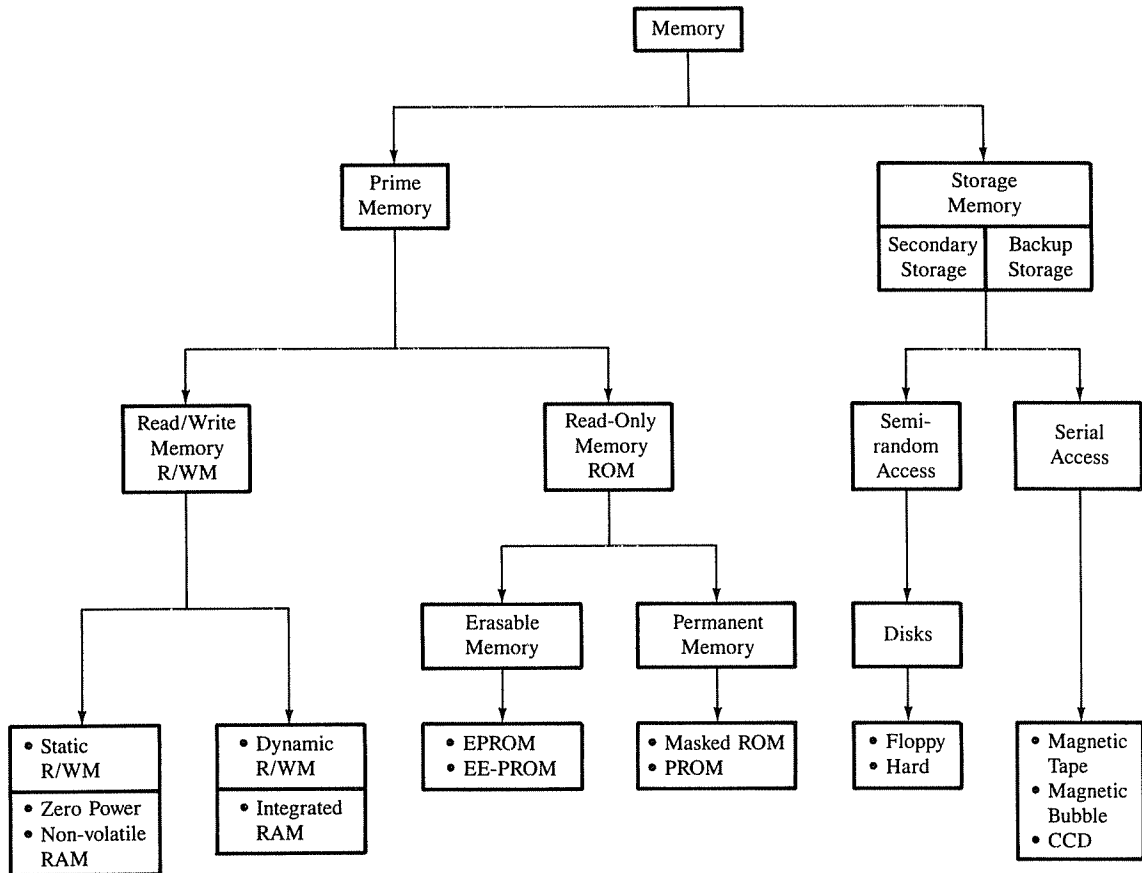 Memory
Prime
Memory
Storage
Memory
Secondary
Storage
Backup
Storage
Read/Write
Memory
R/WM
Read-Only
Memory
ROM
Semi-
random
Access
Serial
Access
Erasable
Memory
Permanent
Memory
Disks
• Static
R/WM
• Zero Power
• Non-volatile
RAM
• Dynamic
R/WM
• Integrated
RAM
• EPROM
• EE-PROM
• Masked ROM
• PROM
• Floppy
• Hard
• Magnetic
Tape
• Magnetic
Bubble
• CCD